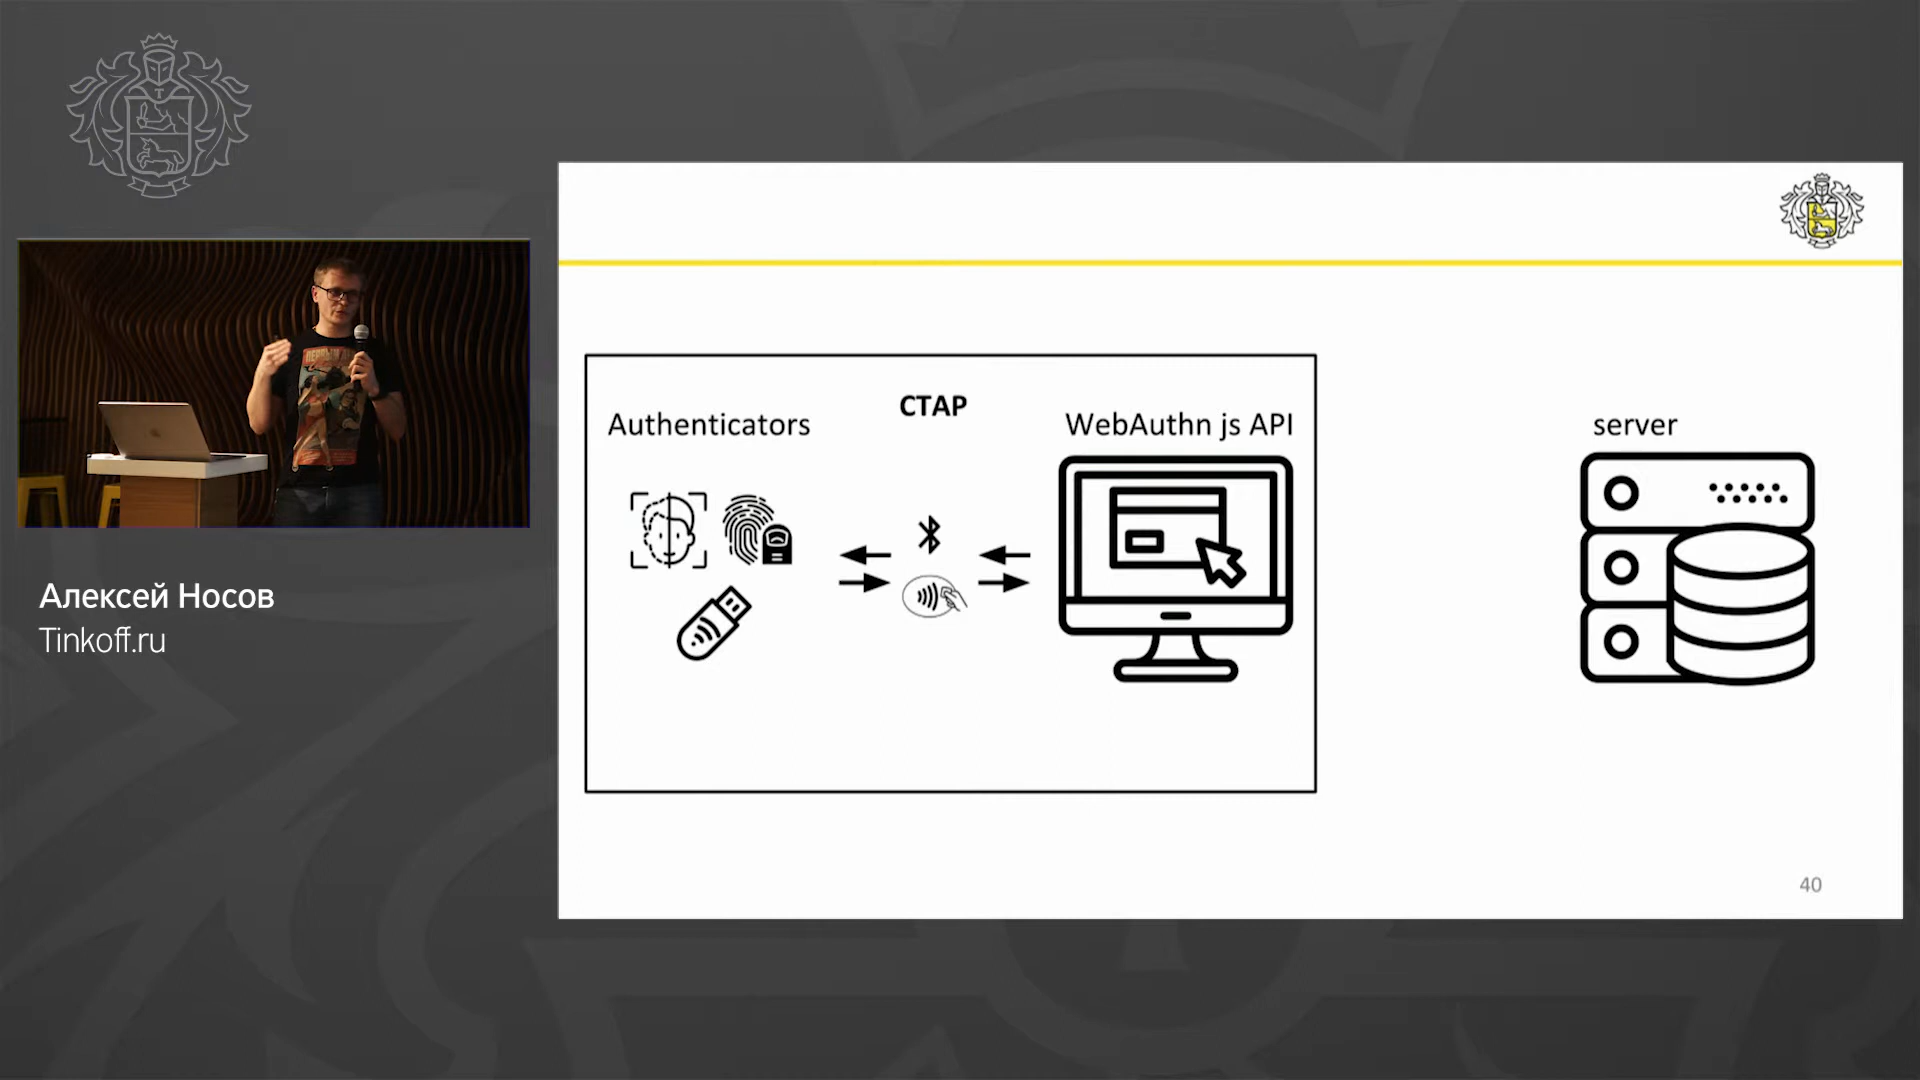 Алексей Носов
Tinkoff.ru
CTAP
Authenticators
WebAuthn js API
server
40